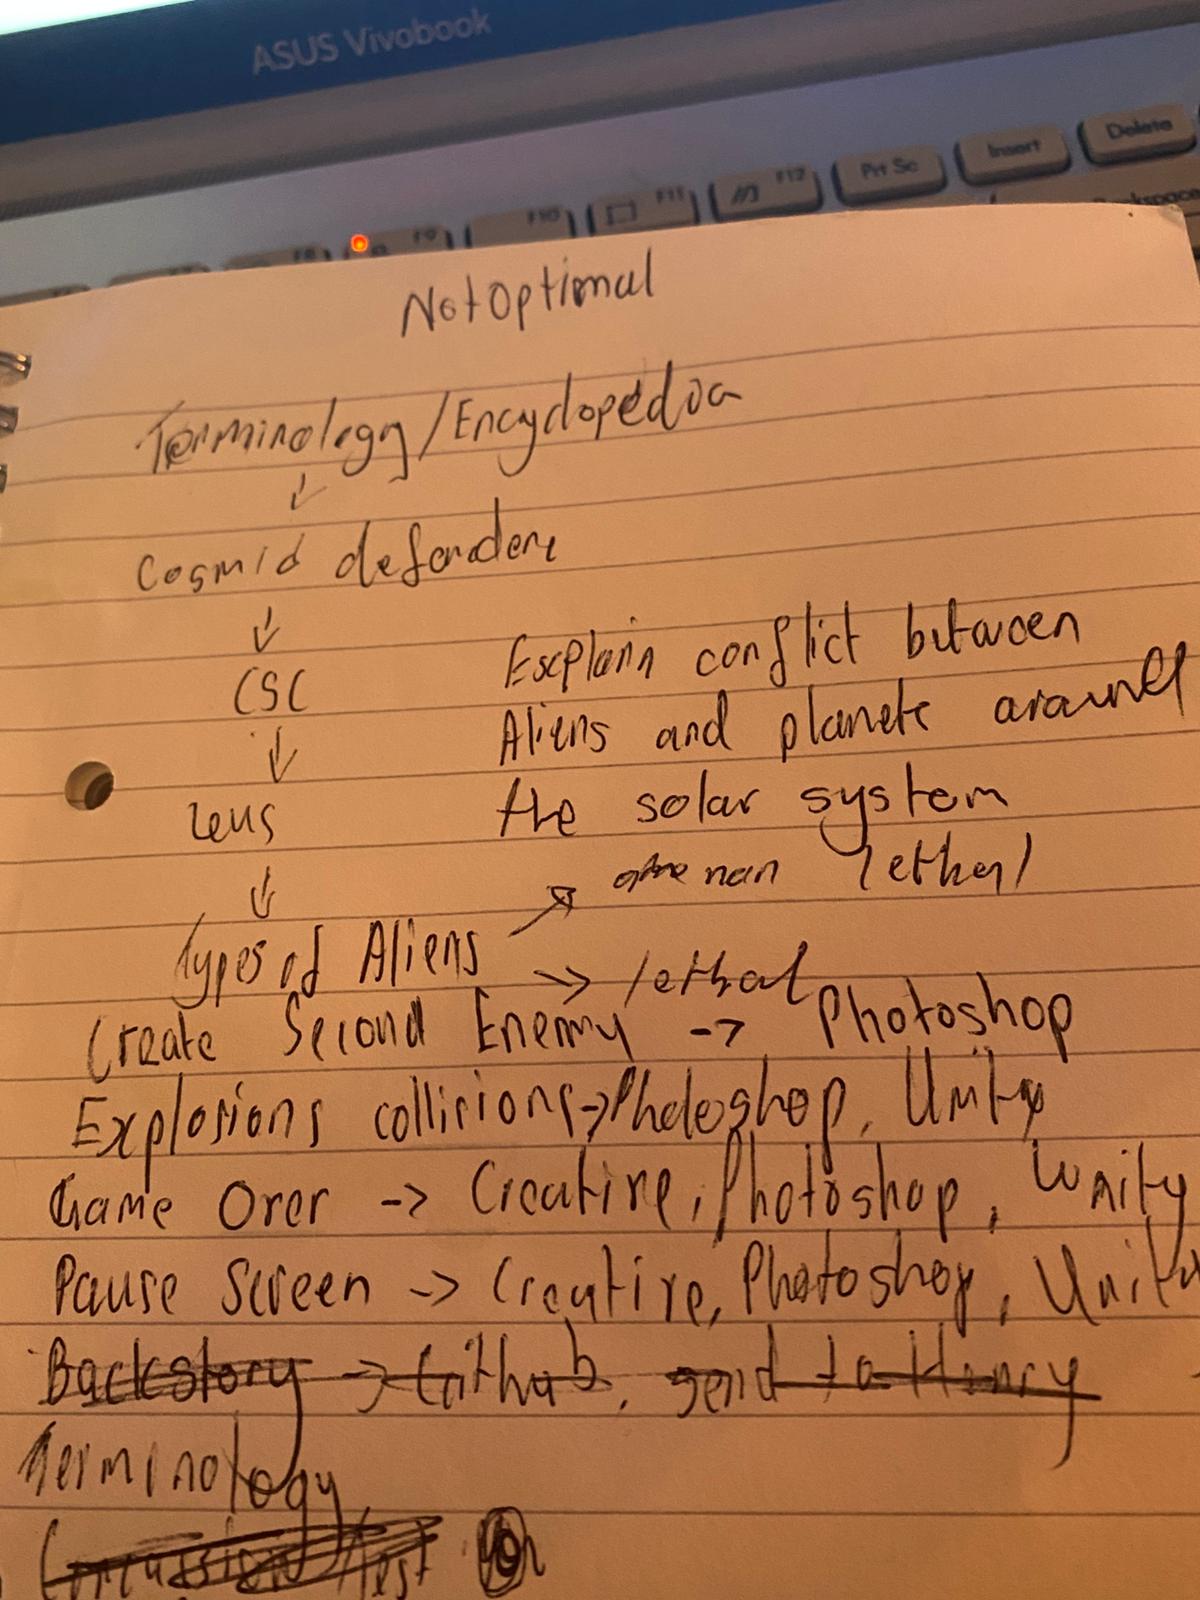 ASUS Vivobook
Delete
Insert
Prt Sc
F12
F11
F10
F9
F8
Backspace
NotOptimal
Terminology/Encyclopedia
↓
Cosmic defenders
↓
CSC
Explain conflict between
Aliens and planets around
the solar system
↓
Zeus
↓
Types of Aliens ↗ non lethal
→ lethal
Create Second Enemy -> Photoshop
Explosions collisions -> Photoshop, Unity
Game Over -> Creative, Photoshop, Unity
Pause Screen -> Creative, Photoshop, Unity
Backstory -> Github, send to Henry
Terminology
Test